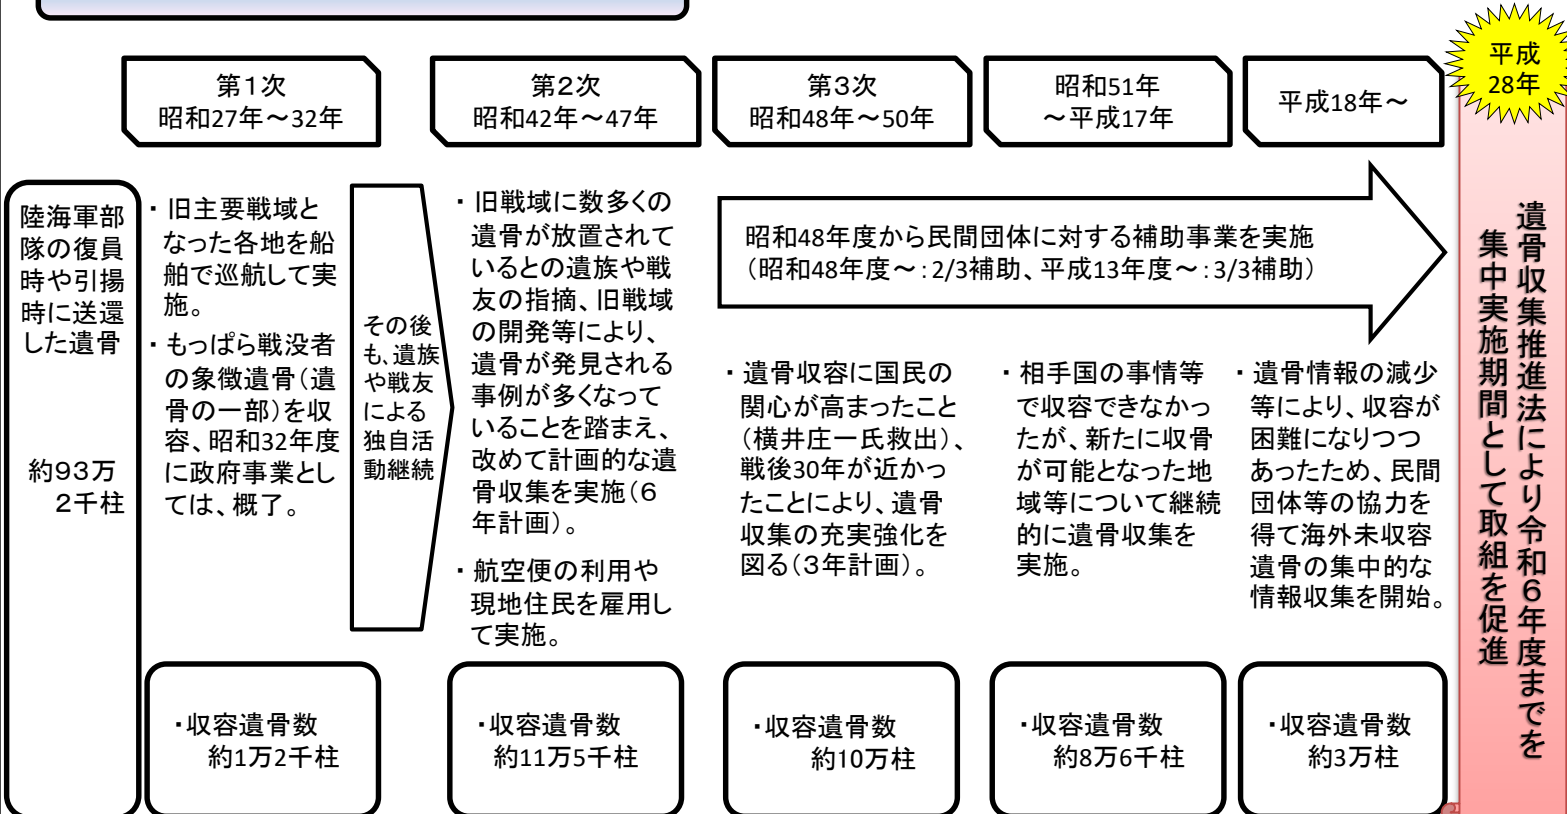 第1次
昭和27年～32年
第2次
昭和42年～47年
第3次
昭和48年～50年
昭和51年
～平成17年
平成18年～
平成
28年
陸海軍部
隊の復員
時や引揚
時に送還
した遺骨
約９３万
２千柱
・旧主要戦域と
なった各地を船
舶で巡航して実
施。
・もっぱら戦没者
の象徴遺骨（遺
骨の一部）を収
容、昭和32年度
に政府事業とし
ては、概了。
その後
も、遺族
や戦友
による
独自活
動継続
・旧戦域に数多くの
遺骨が放置されて
いるとの遺族や戦
友の指摘、旧戦域
の開発等により、
遺骨が発見される
事例が多くなって
いることを踏まえ、
改めて計画的な遺
骨収集を実施（６
年計画）。
・航空便の利用や
現地住民を雇用し
て実施。
昭和48年度から民間団体に対する補助事業を実施
（昭和48年度～：2/3補助、平成13年度～：3/3補助）
・遺骨収容に国民の
関心が高まったこと
（横井庄一氏救出）、
戦後30年が近かっ
たことにより、遺骨
収集の充実強化を
図る（３年計画）。
・相手国の事情等
で収容できなかっ
たが、新たに収骨
が可能となった地
域等について継続
的に遺骨収集を
実施。
・遺骨情報の減少
等により、収容が
困難になりつつ
あったため、民間
団体等の協力を
得て海外未収容
遺骨の集中的な
情報収集を開始。
・収容遺骨数
約1万2千柱
・収容遺骨数
約11万5千柱
・収容遺骨数
約10万柱
・収容遺骨数
約8万6千柱
・収容遺骨数
約3万柱
遺骨収集推進法により令和６年度までを
集中実施期間として取組を促進